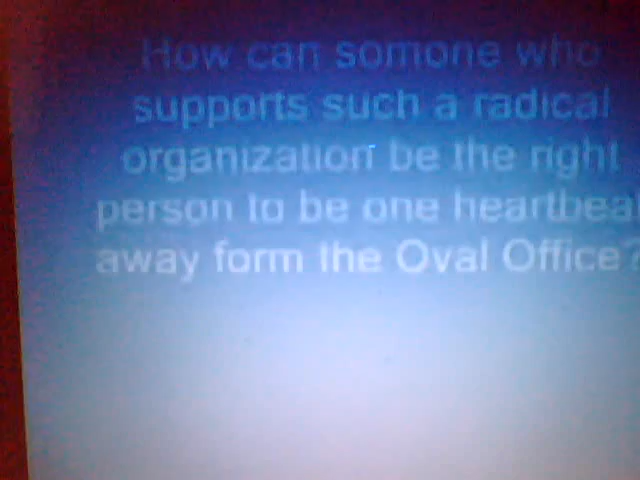 How can somone who
supports such a radical
organization be the right
person to be one heartbeat
away form the Oval Office?